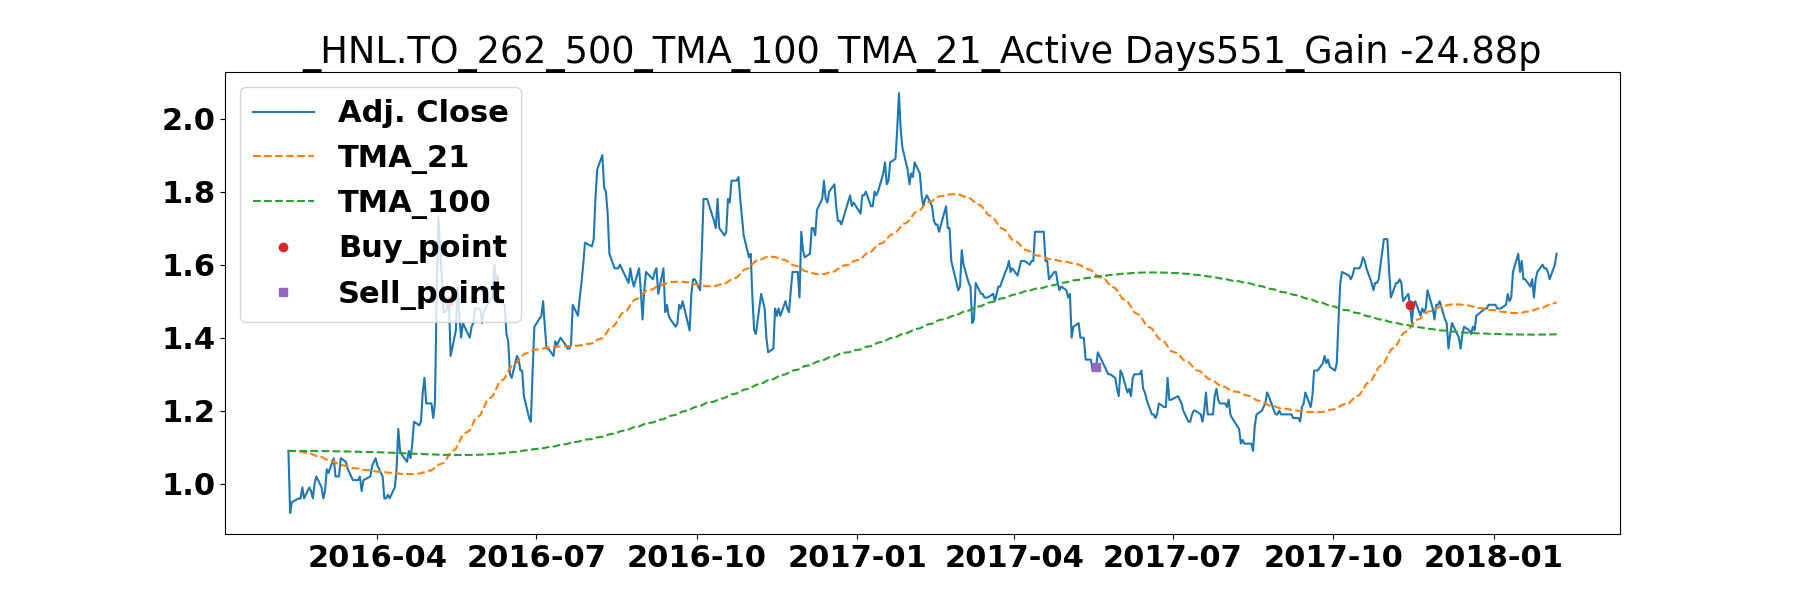 _HNL.TO_262_500_TMA_100_TMA_21_Active Days551_Gain -24.88p
Adj. Close
TMA_21
TMA_100
Buy_point
Sell_point
2.0
1.8
1.6
1.4
1.2
1.0
2016-04 2016-07 2016-10 2017-01 2017-04 2017-07 2017-10 2018-01